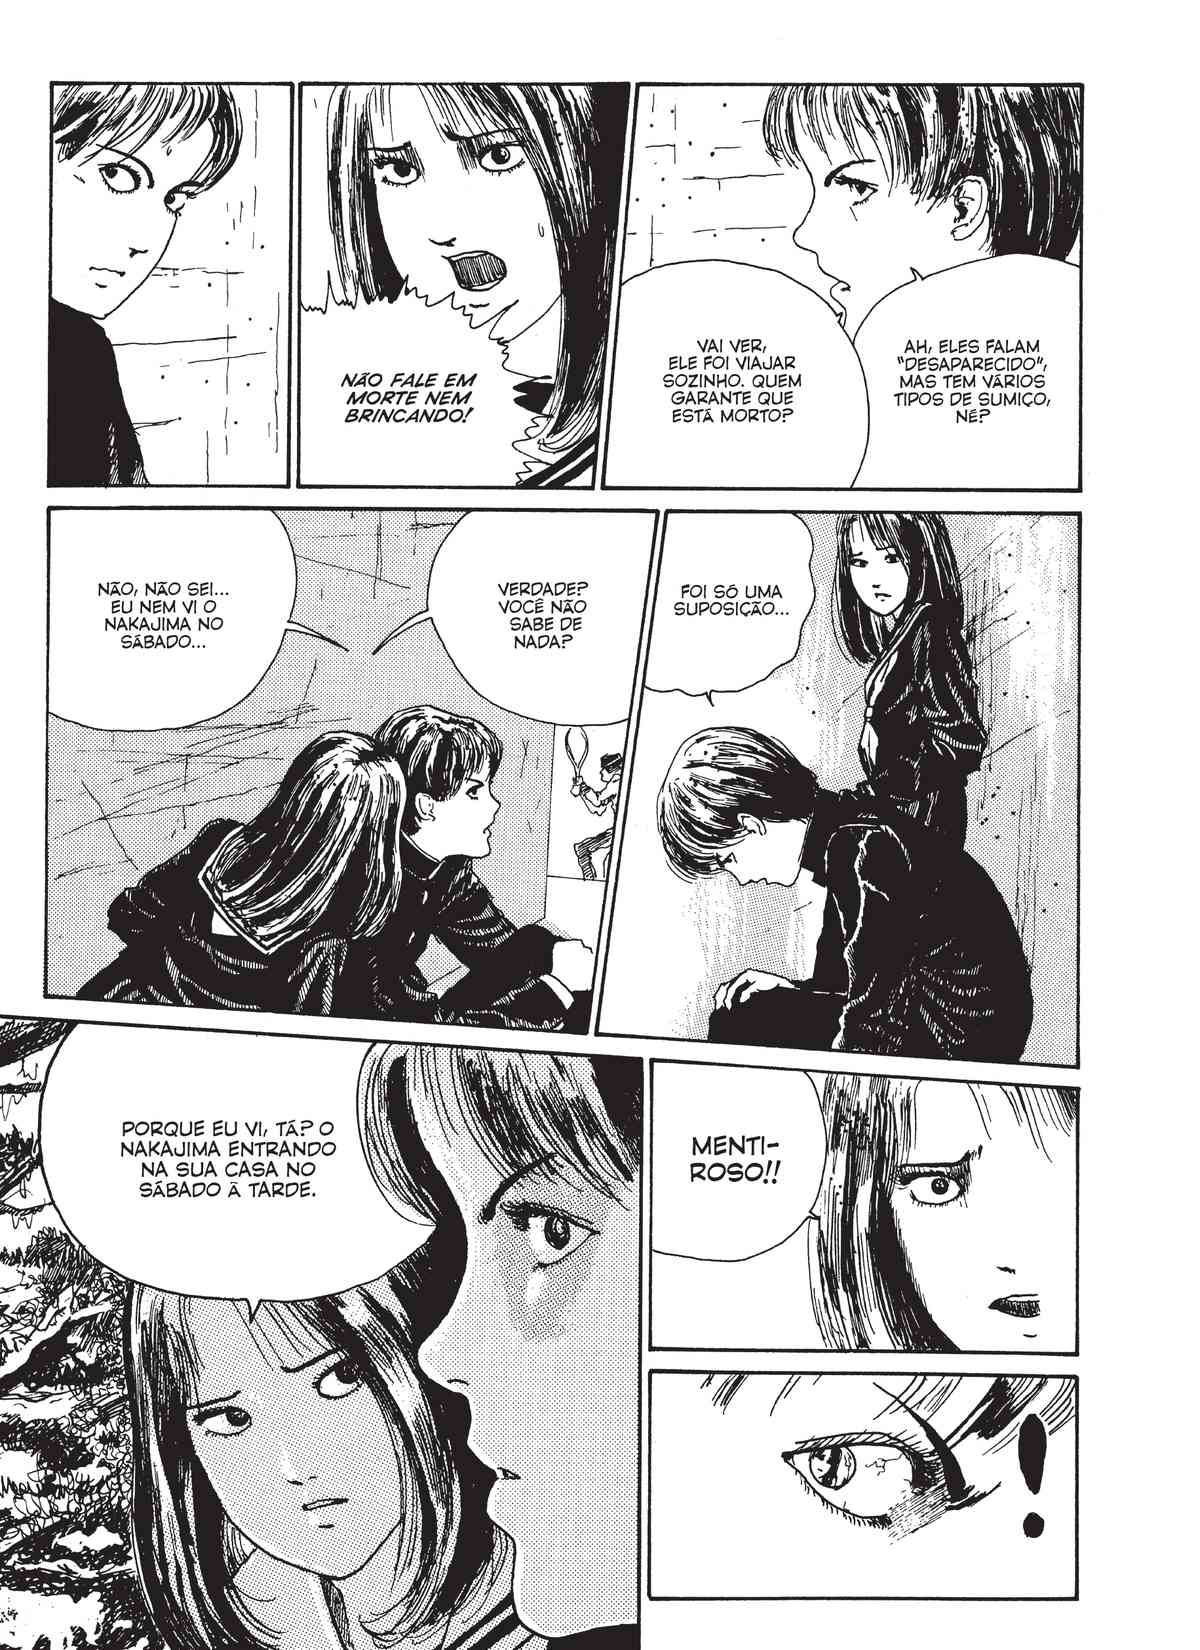 AH, ELES FALAM
“DESAPARECIDO”,
MAS TEM VÁRIOS
TIPOS DE SUMIÇO,
NÉ?
VAI VER,
ELE FOI VIAJAR
SOZINHO. QUEM
GARANTE QUE
ESTÁ MORTO?
NÃO FALE EM
MORTE NEM
BRINCANDO!
FOI SÓ UMA
SUPOSIÇÃO...
VERDADE?
VOCÊ NÃO
SABE DE
NADA?
NÃO, NÃO SEI...
EU NEM VI O
NAKAJIMA NO
SÁBADO...
MENTI-
ROSO!!
!
PORQUE EU VI, TÁ? O
NAKAJIMA ENTRANDO
NA SUA CASA NO
SÁBADO À TARDE.